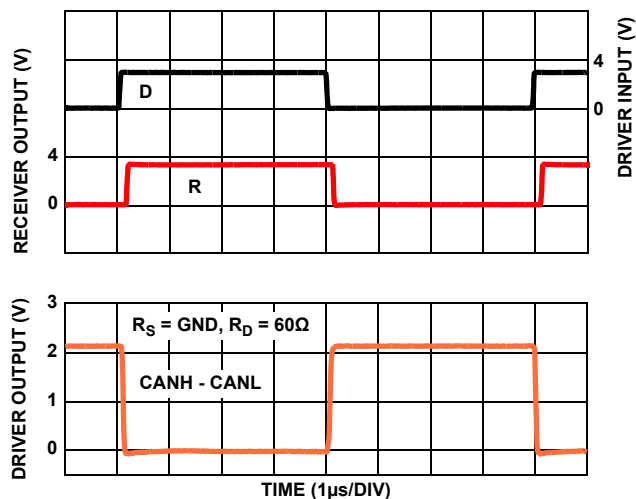 RECEIVER OUTPUT (V)
4
0
D
R
4
0
DRIVER INPUT (V)
DRIVER OUTPUT (V)
3
2
1
0
R_S = GND, R_D = 60Ω
CANH - CANL
TIME (1µs/DIV)